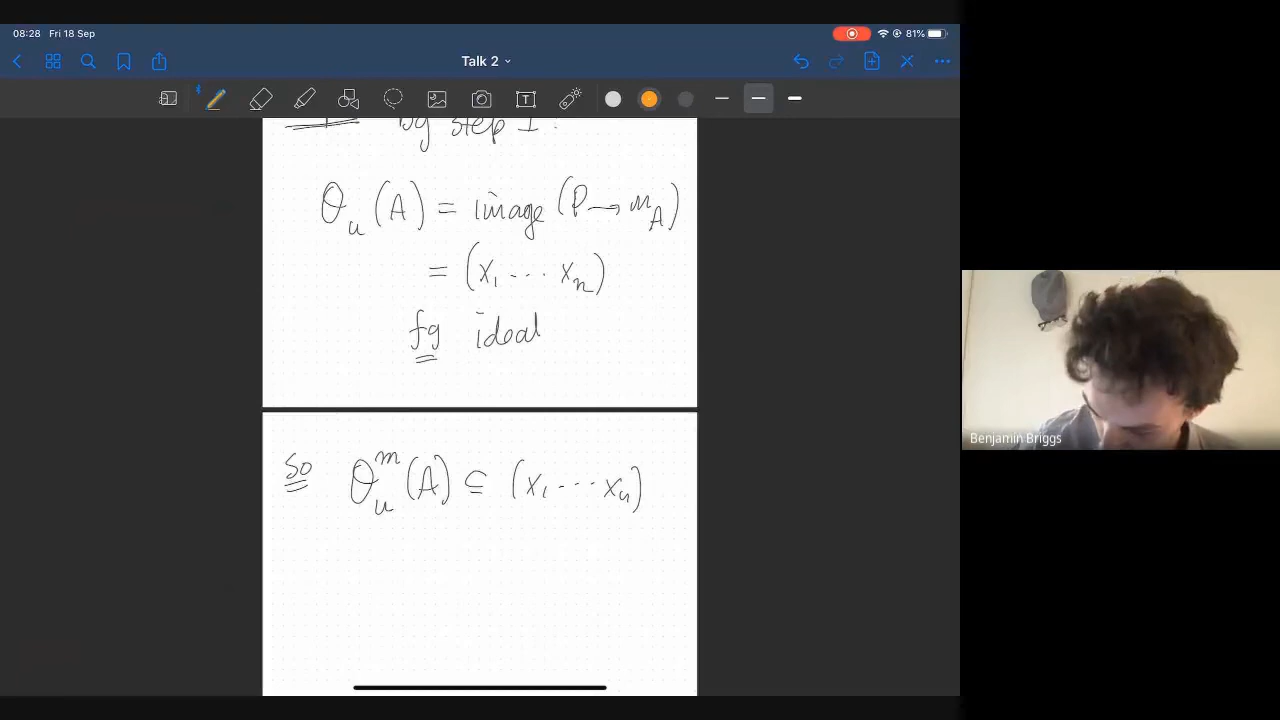 08:28 Fri 18 Sep
81%
Talk 2
by step 1.
θ_u (A) = image (P → m_A)
= (x_1 ... x_n)
fg ideal
So θ_u^m (A) ⊆ (x_1 ... x_n)
Benjamin Briggs